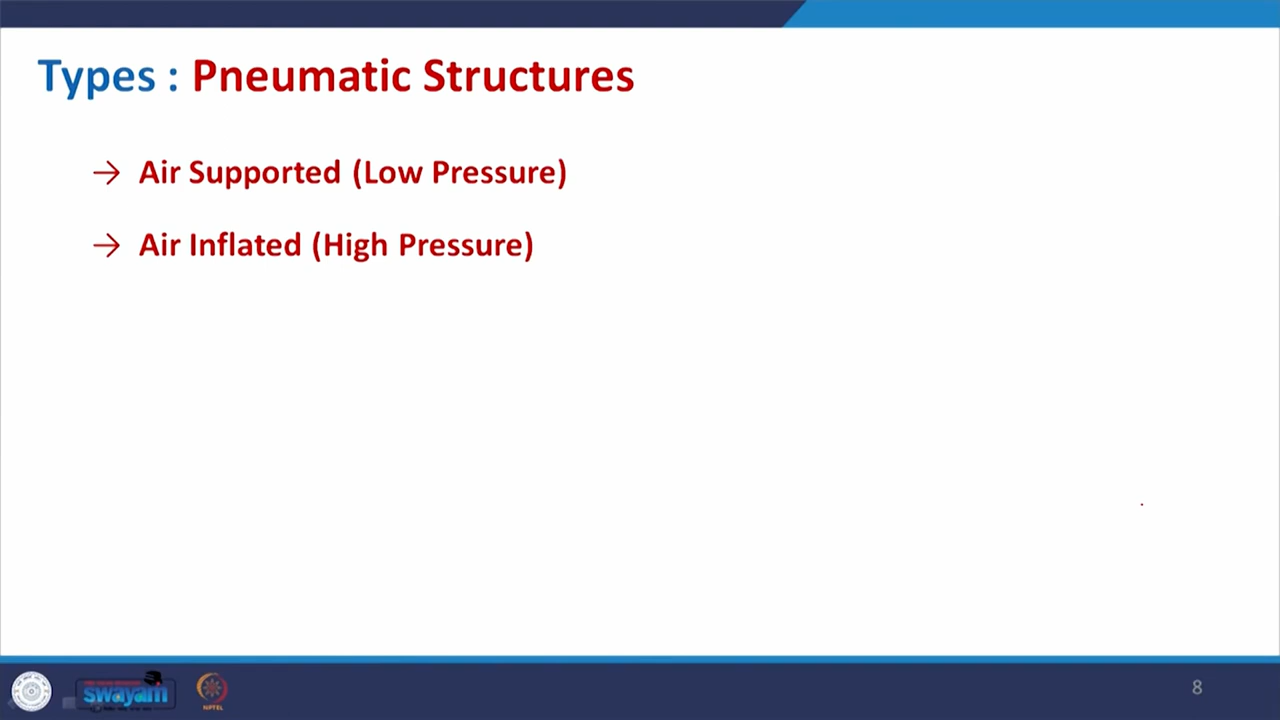 Types : Pneumatic Structures
→ Air Supported (Low Pressure)
→ Air Inflated (High Pressure)
swayam
NPTEL
8